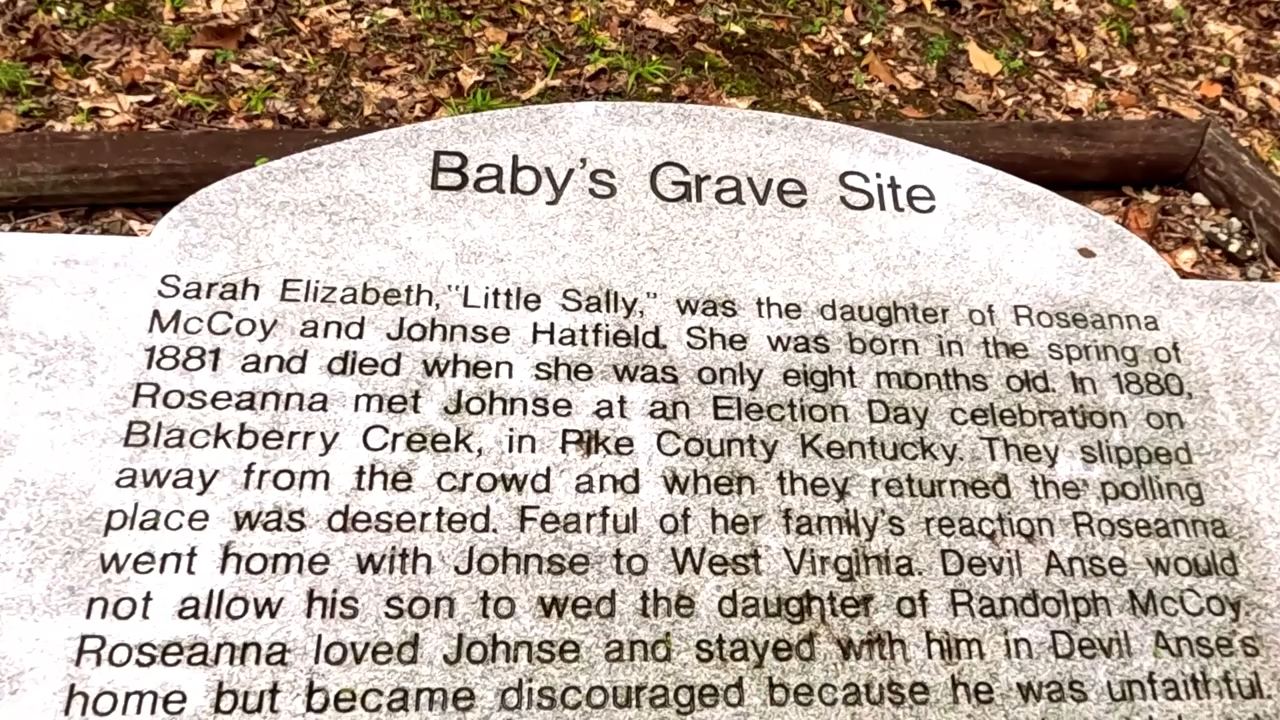 Baby's Grave Site
Sarah Elizabeth, "Little Sally," was the daughter of Roseanna
McCoy and Johnse Hatfield. She was born in the spring of
1881 and died when she was only eight months old. In 1880,
Roseanna met Johnse at an Election Day celebration on
Blackberry Creek, in Pike County Kentucky. They slipped
away from the crowd and when they returned the polling
place was deserted. Fearful of her family's reaction Roseanna
went home with Johnse to West Virginia. Devil Anse would
not allow his son to wed the daughter of Randolph McCoy.
Roseanna loved Johnse and stayed with him in Devil Anse's
home but became discouraged because he was unfaithful.